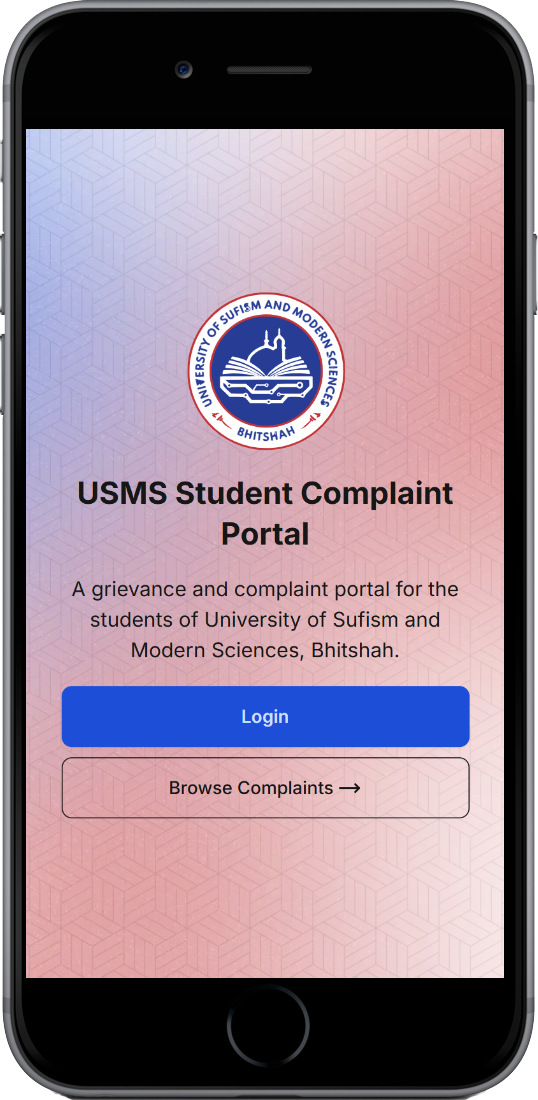 UNIVERSITY OF SUFISM AND MODERN SCIENCES
BHITSHAH
USMS Student Complaint
Portal
A grievance and complaint portal for the
students of University of Sufism and
Modern Sciences, Bhitshah.
Login
Browse Complaints →